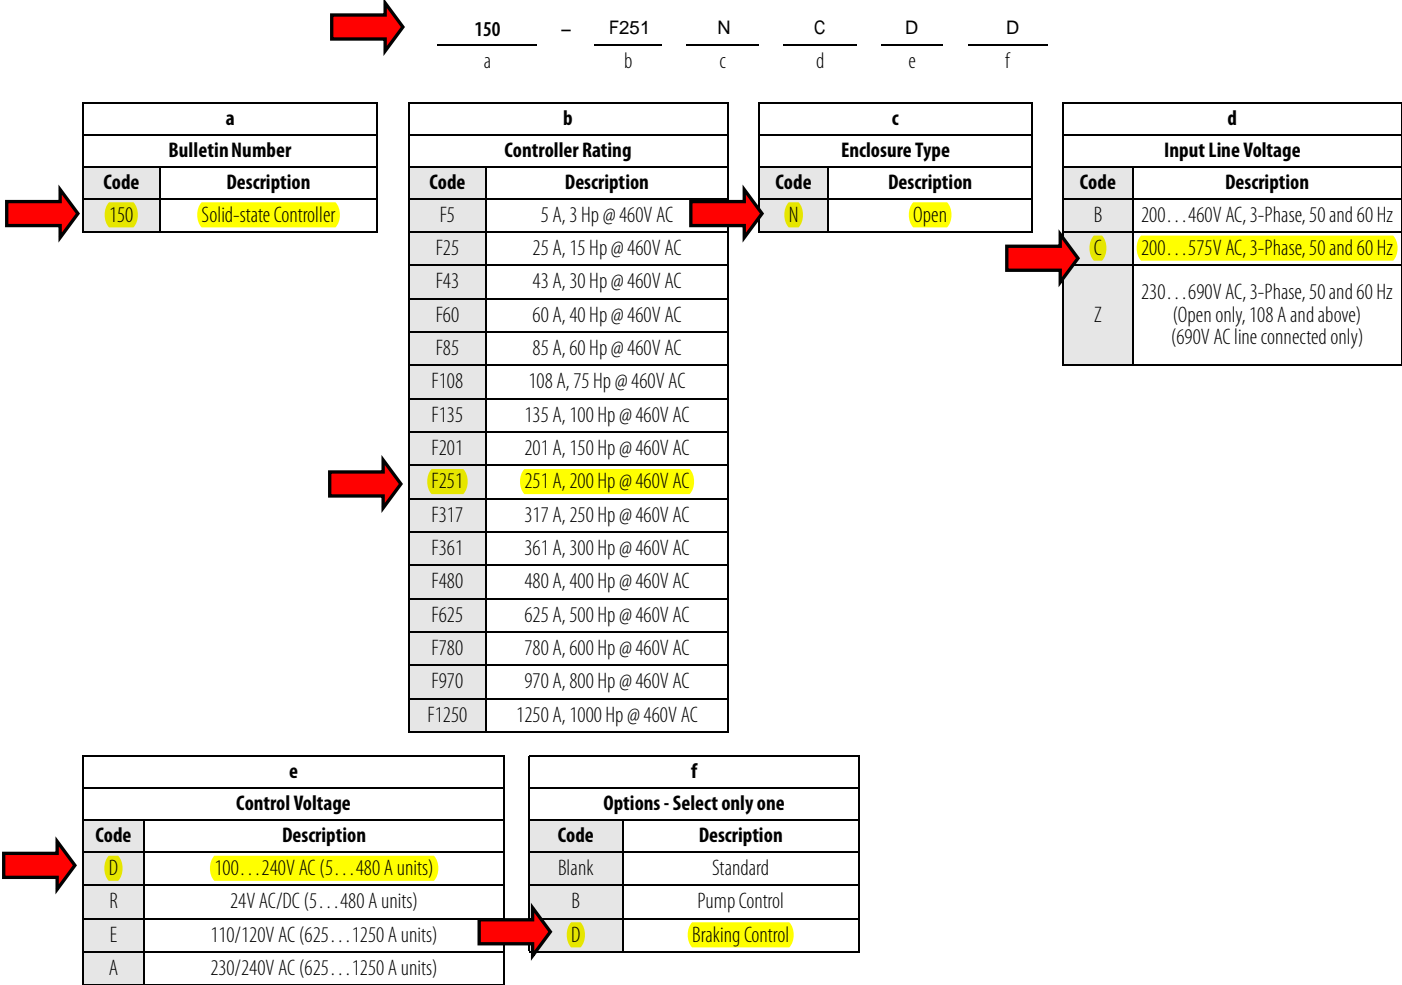 150 – F251 N C D D
a b c d e f
a
Bulletin Number
Code Description
150 Solid-state Controller
b
Controller Rating
Code Description
F5 5 A, 3 Hp @ 460V AC
F25 25 A, 15 Hp @ 460V AC
F43 43 A, 30 Hp @ 460V AC
F60 60 A, 40 Hp @ 460V AC
F85 85 A, 60 Hp @ 460V AC
F108 108 A, 75 Hp @ 460V AC
F135 135 A, 100 Hp @ 460V AC
F201 201 A, 150 Hp @ 460V AC
F251 251 A, 200 Hp @ 460V AC
F317 317 A, 250 Hp @ 460V AC
F361 361 A, 300 Hp @ 460V AC
F480 480 A, 400 Hp @ 460V AC
F625 625 A, 500 Hp @ 460V AC
F780 780 A, 600 Hp @ 460V AC
F970 970 A, 800 Hp @ 460V AC
F1250 1250 A, 1000 Hp @ 460V AC
c
Enclosure Type
Code Description
N Open
d
Input Line Voltage
Code Description
B 200…460V AC, 3-Phase, 50 and 60 Hz
C 200…575V AC, 3-Phase, 50 and 60 Hz
Z 230…690V AC, 3-Phase, 50 and 60 Hz
(Open only, 108 A and above)
(690V AC line connected only)
e
Control Voltage
Code Description
D 100…240V AC (5…480 A units)
R 24V AC/DC (5…480 A units)
E 110/120V AC (625…1250 A units)
A 230/240V AC (625…1250 A units)
f
Options - Select only one
Code Description
Blank Standard
B Pump Control
D Braking Control